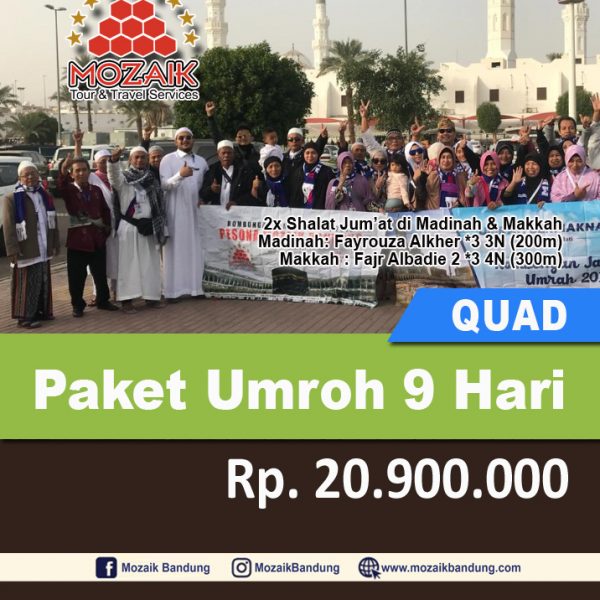 MOZAIK
Tour & Travel Services
ROMBONGAN
2x Shalat Jum'at di Madinah & Makkah
Madinah: Fayrouza Alkher *3 3N (200m)
Makkah : Fajr Albadie 2 *3 4N (300m)
QUAD
Paket Umroh 9 Hari
Rp. 20.900.000
Mozaik Bandung
MozaikBandung
www.mozaikbandung.com